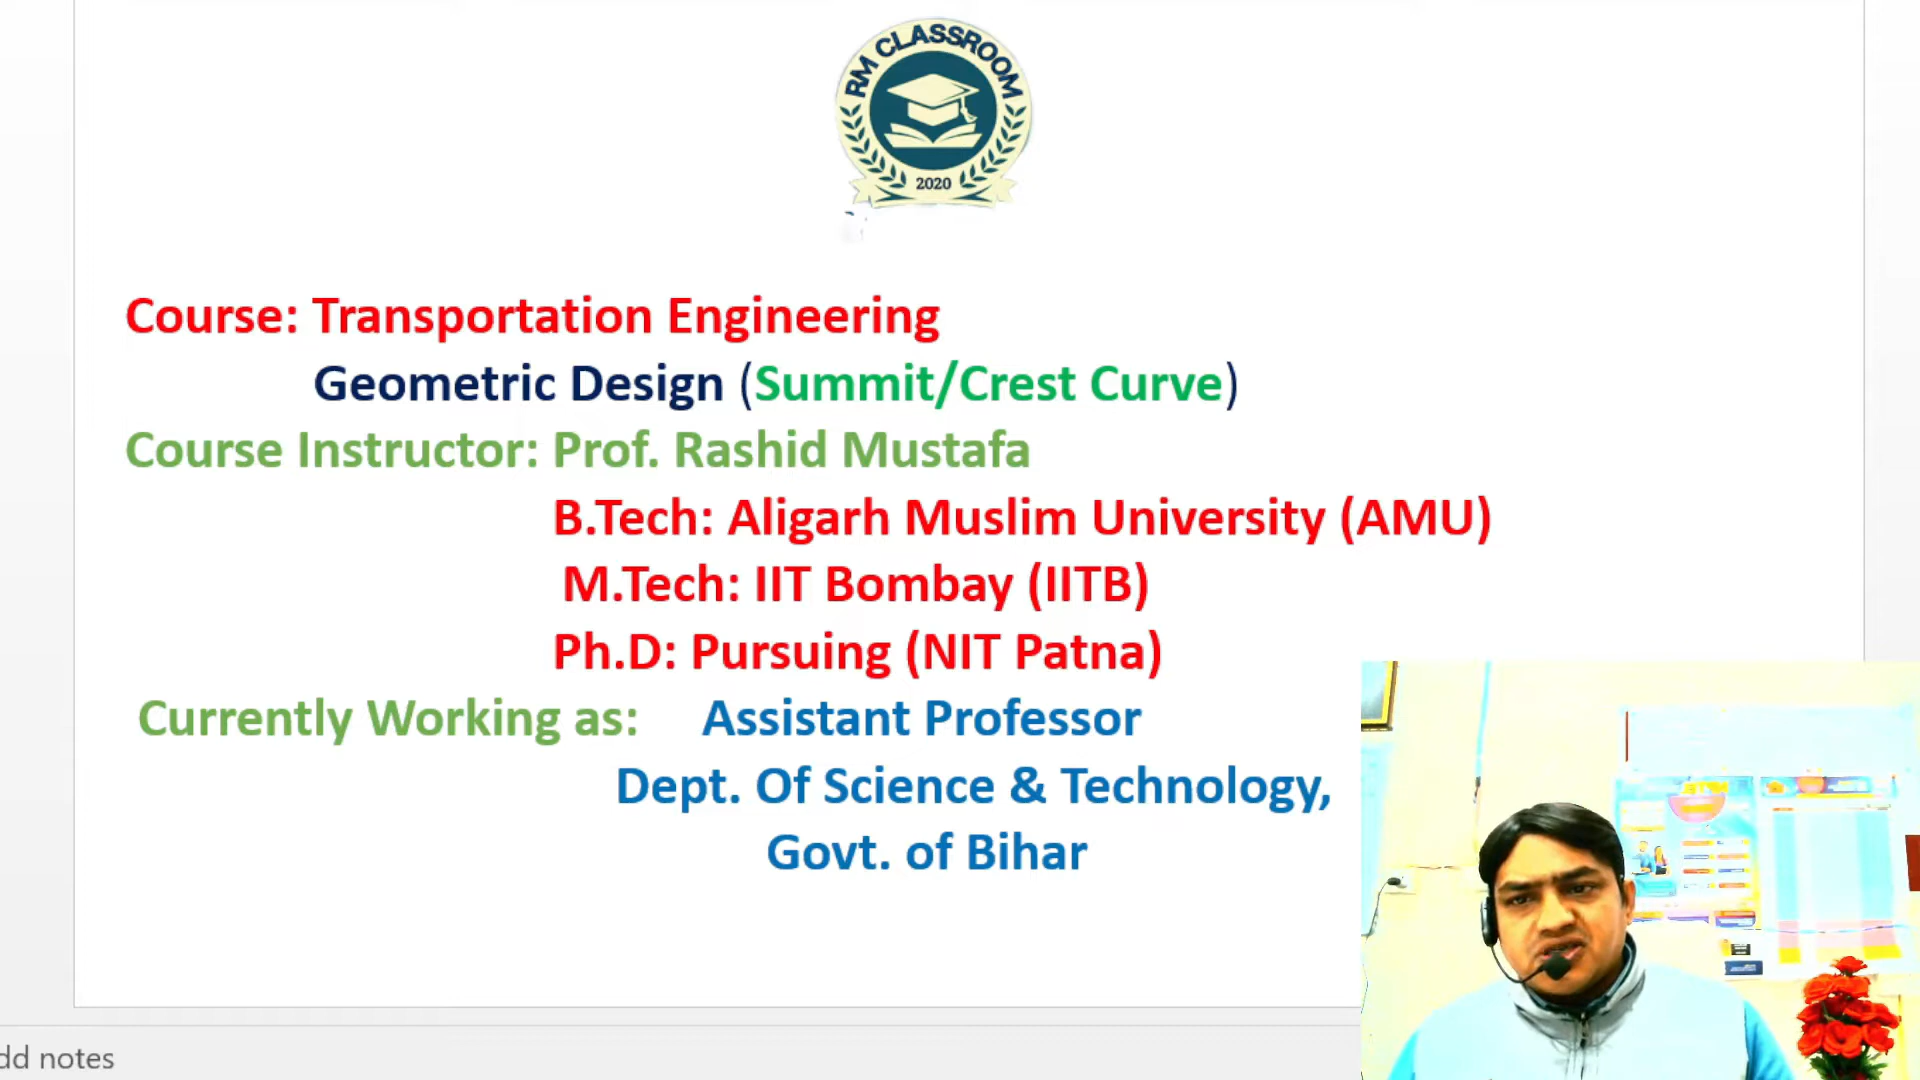 RM CLASSROOM
2020
Course: Transportation Engineering
Geometric Design (Summit/Crest Curve)
Course Instructor: Prof. Rashid Mustafa
B.Tech: Aligarh Muslim University (AMU)
M.Tech: IIT Bombay (IITB)
Ph.D: Pursuing (NIT Patna)
Currently Working as: Assistant Professor
Dept. Of Science & Technology,
Govt. of Bihar
dd notes